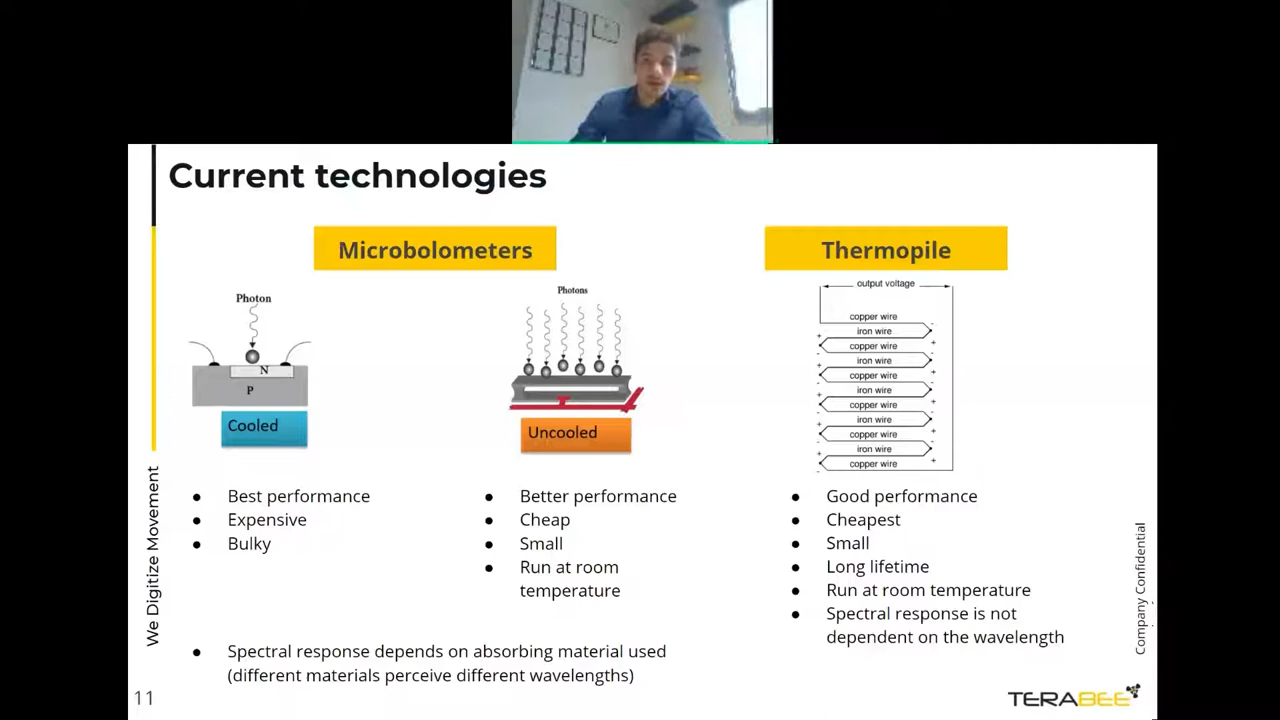 Current technologies
Microbolometers
Thermopile
Photon
N
P
Cooled
Photons
Uncooled
output voltage
copper wire
iron wire
copper wire
iron wire
copper wire
iron wire
copper wire
iron wire
copper wire
iron wire
copper wire
● Best performance
● Expensive
● Bulky
● Better performance
● Cheap
● Small
● Run at room
temperature
● Good performance
● Cheapest
● Small
● Long lifetime
● Run at room temperature
● Spectral response is not
dependent on the wavelength
● Spectral response depends on absorbing material used
(different materials perceive different wavelengths)
We Digitize Movement
Company Confidential
11
TERABEE